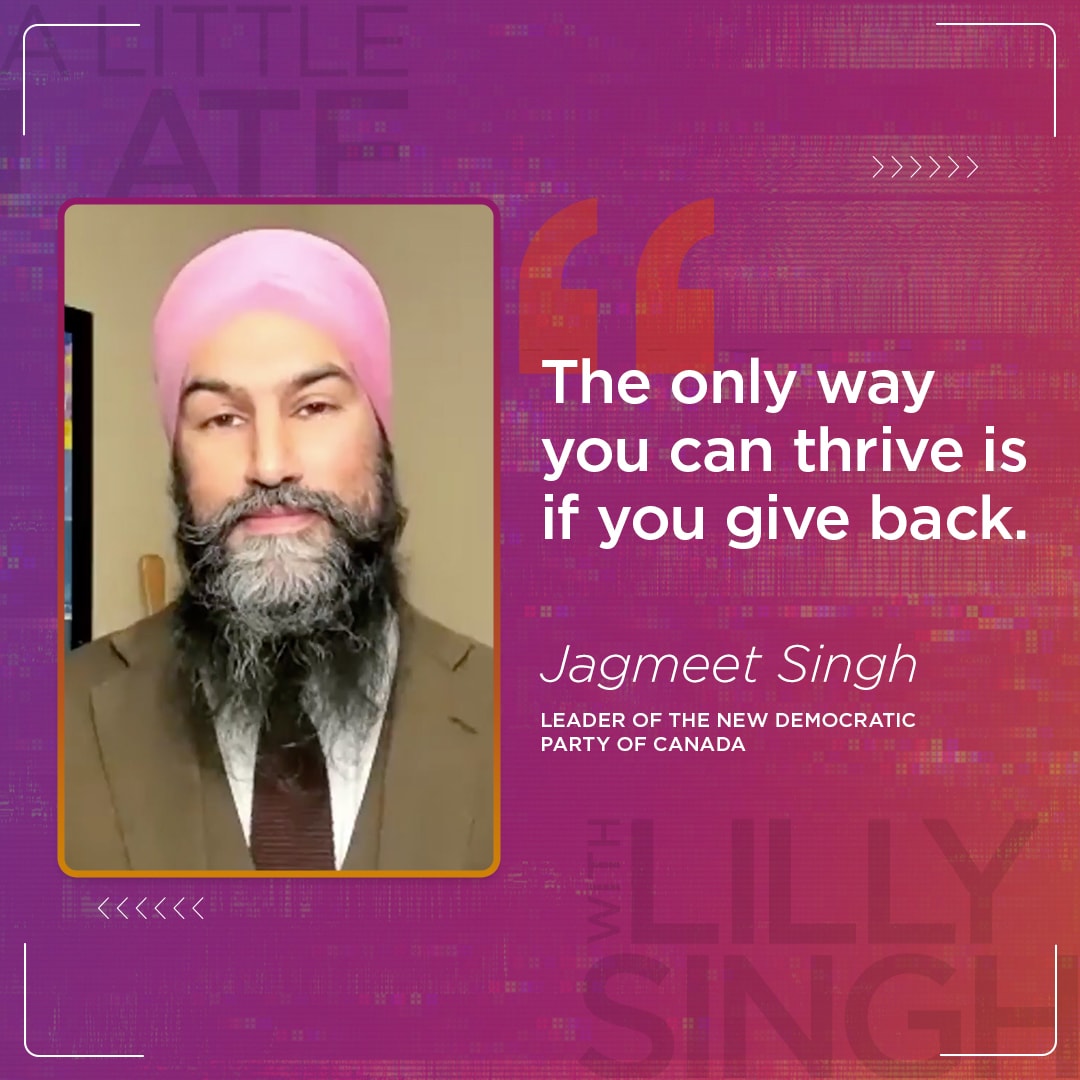 A LITTLE
LATE
“
The only way
you can thrive is
if you give back.
Jagmeet Singh
LEADER OF THE NEW DEMOCRATIC
PARTY OF CANADA
WITH
LILLY
SINGH